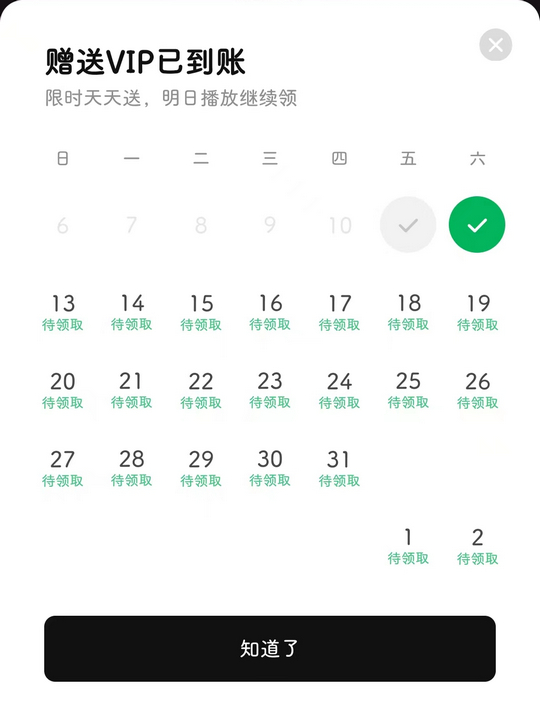 赠送VIP已到账
限时天天送，明日播放继续领
日 一 二 三 四 五 六
6 7 8 9 10
13 14 15 16 17 18 19
待领取 待领取 待领取 待领取 待领取 待领取 待领取
20 21 22 23 24 25 26
待领取 待领取 待领取 待领取 待领取 待领取 待领取
27 28 29 30 31
待领取 待领取 待领取 待领取 待领取
1 2
待领取 待领取
知道了